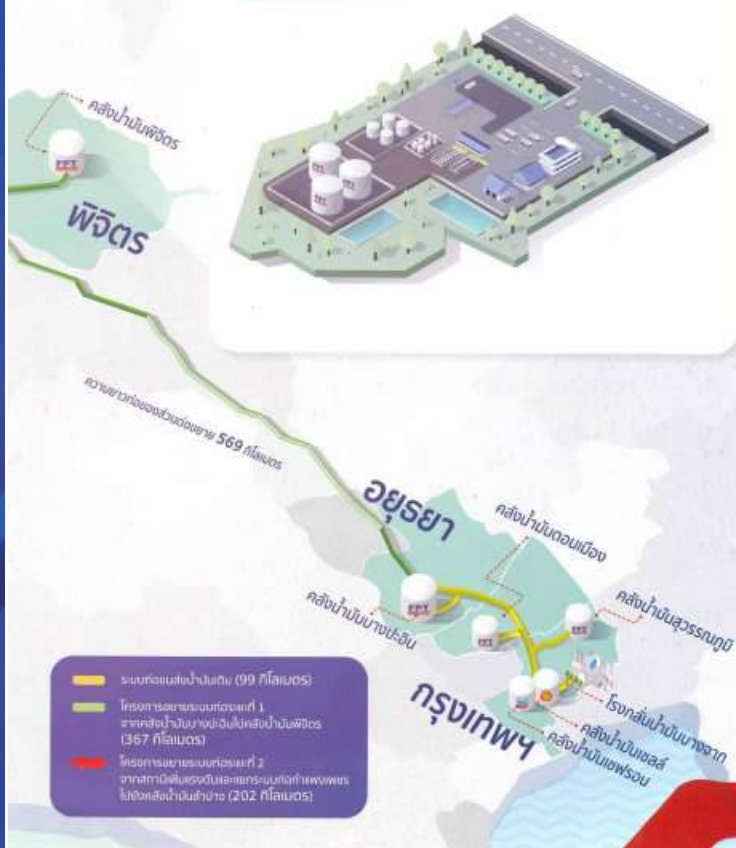 คลังน้ำมันพิจิตร
FPT
พิจิตร
ความยาวท่อของส่วนต่อขยาย 569 กิโลเมตร
อยุธยา
คลังน้ำมันดอนเมือง
คลังน้ำมันบางปะอิน
FPT
คลังน้ำมันสุวรรณภูมิ
กรุงเทพฯ
โรงกลั่นน้ำมันบางจาก
คลังน้ำมันเชลล์
คลังน้ำมันเชฟรอน
ระบบท่อขนส่งน้ำมันเดิม (99 กิโลเมตร)
โครงการขยายระบบท่อระยะที่ 1
จากคลังน้ำมันบางปะอินไปคลังน้ำมันพิจิตร
(367 กิโลเมตร)
โครงการขยายระบบท่อระยะที่ 2
จากสถานีเพิ่มแรงดันและแยกระบบท่อกำแพงเพชร
ไปยังคลังน้ำมันลำปาง (202 กิโลเมตร)